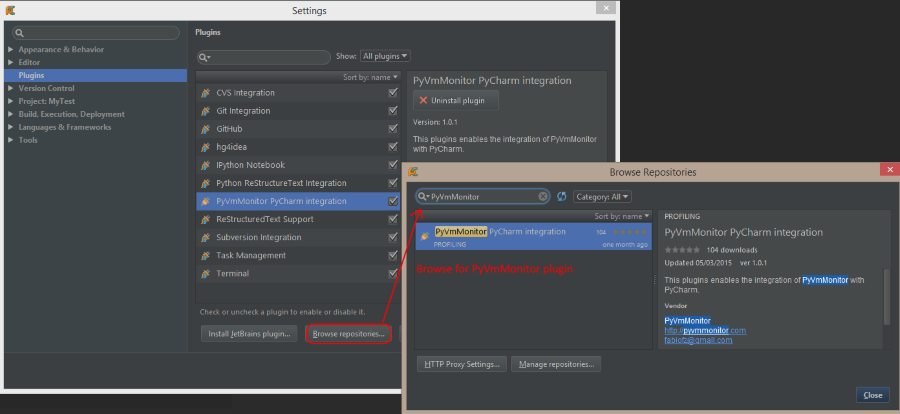 Settings
Appearance & Behavior
Editor
Plugins
Version Control
Project: MyTest
Build, Execution, Deployment
Languages & Frameworks
Tools
Plugins
Show: All plugins
Sort by: name
CVS Integration
Git Integration
GitHub
hg4idea
IPython Notebook
Python ReStructureText Integration
PyVmMonitor PyCharm integration
ReStructuredText Support
Subversion Integration
Task Management
Terminal
Check or uncheck a plugin to enable or disable it.
Install JetBrains plugin...
Browse repositories...
PyVmMonitor PyCharm integration
Uninstall plugin
Version: 1.0.1
This plugins enables the integration of PyVmMonitor
with PyCharm.
Browse Repositories
PyVmMonitor
Category: All
Sort by: name
PyVmMonitor PyCharm integration 104
PROFILING one month ago
Browse for PyVmMonitor plugin
HTTP Proxy Settings...
Manage repositories...
PROFILING
PyVmMonitor PyCharm integration
104 downloads
Updated 05/03/2015 ver 1.0.1
This plugins enables the integration of PyVmMonitor with
PyCharm.
Vendor
PyVmMonitor
http://pyvmmonitor.com
fabiofz@gmail.com
Close